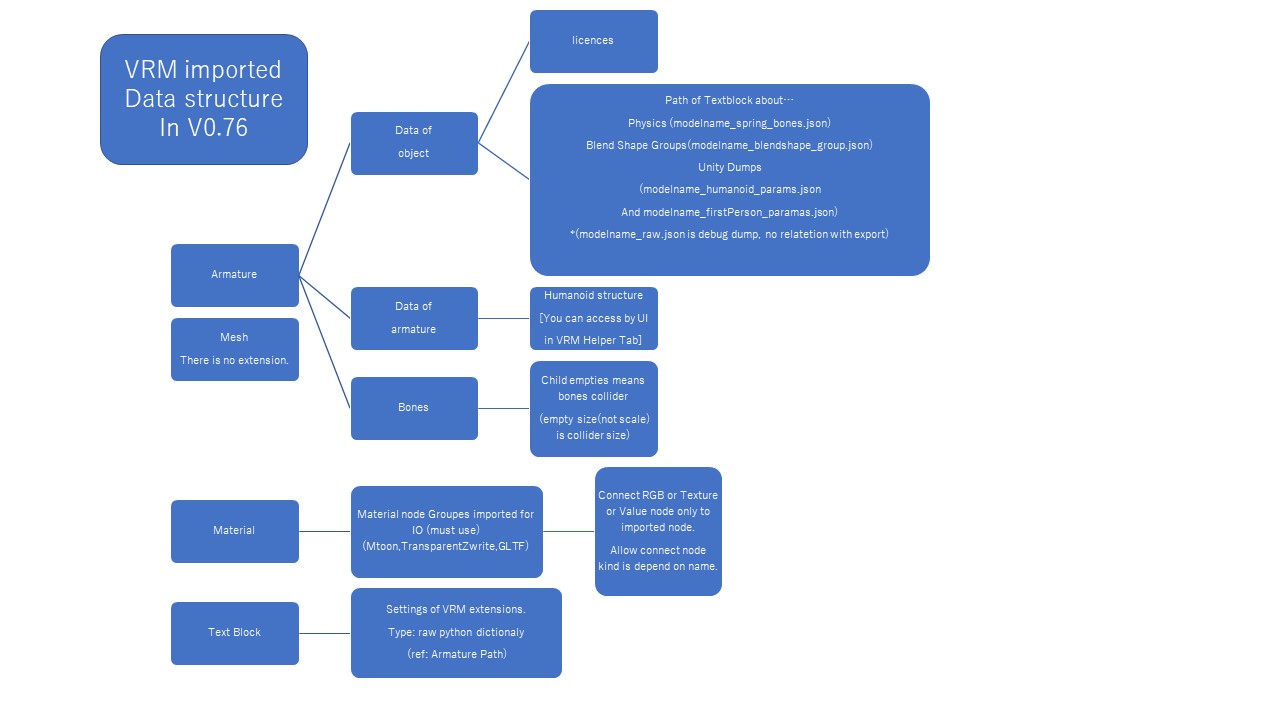 VRM imported
Data structure
In V0.76
licences
Data of
object
Path of Textblock about…
Physics (modelname_spring_bones.json)
Blend Shape Groups(modelname_blendshape_group.json)
Unity Dumps
(modelname_humanoid_params.json
And modelname_firstPerson_paramas.json)
*(modelname_raw.json is debug dump, no relatetion with export)
Armature
Data of
armature
Humanoid structure
[You can access by UI
in VRM Helper Tab]
Mesh
There is no extension.
Bones
Child empties means
bones collider
(empty size(not scale)
is collider size)
Material
Material node Groupes imported for
IO (must use)
(Mtoon,TransparentZwrite,GLTF)
Connect RGB or Texture
or Value node only to
imported node.
Allow connect node
kind is depend on name.
Text Block
Settings of VRM extensions.
Type: raw python dictionaly
(ref: Armature Path)